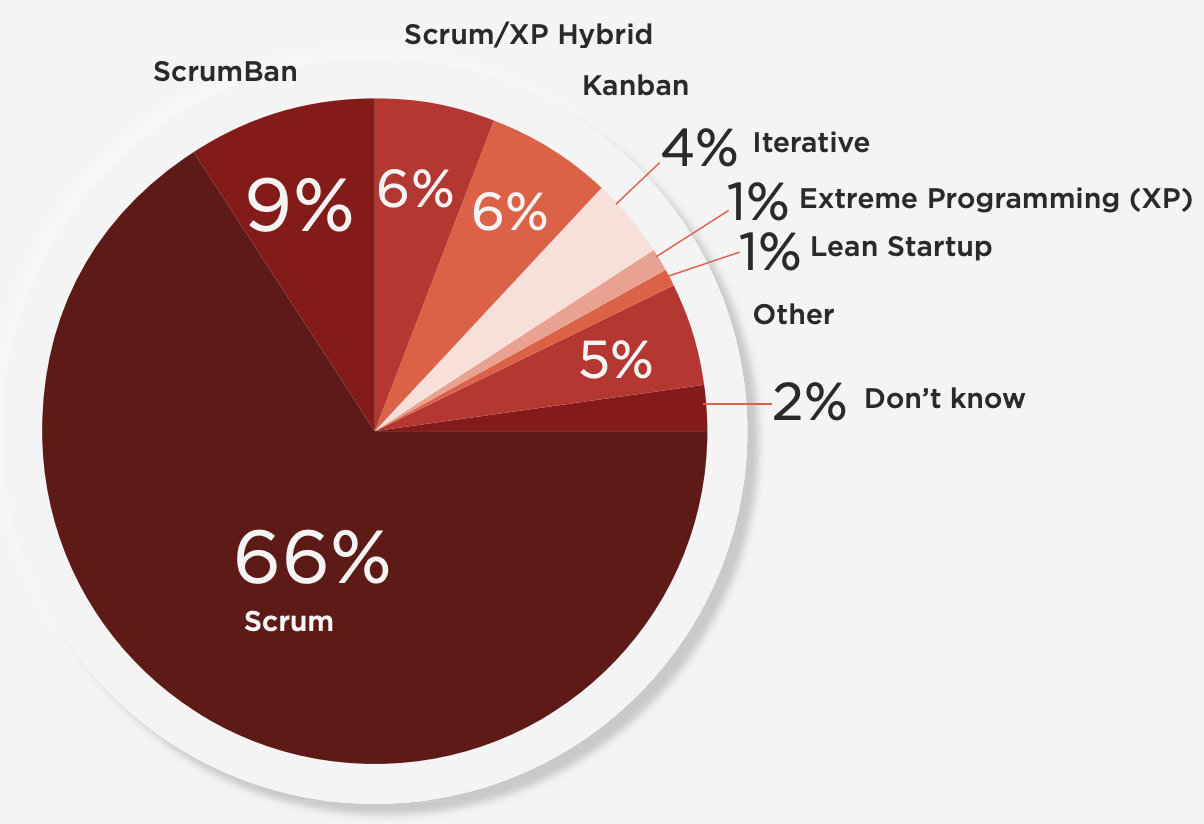 Scrum/XP Hybrid
ScrumBan
Kanban
4% Iterative
9%
6%
6%
1% Extreme Programming (XP)
1% Lean Startup
Other
5%
2% Don’t know
66%
Scrum